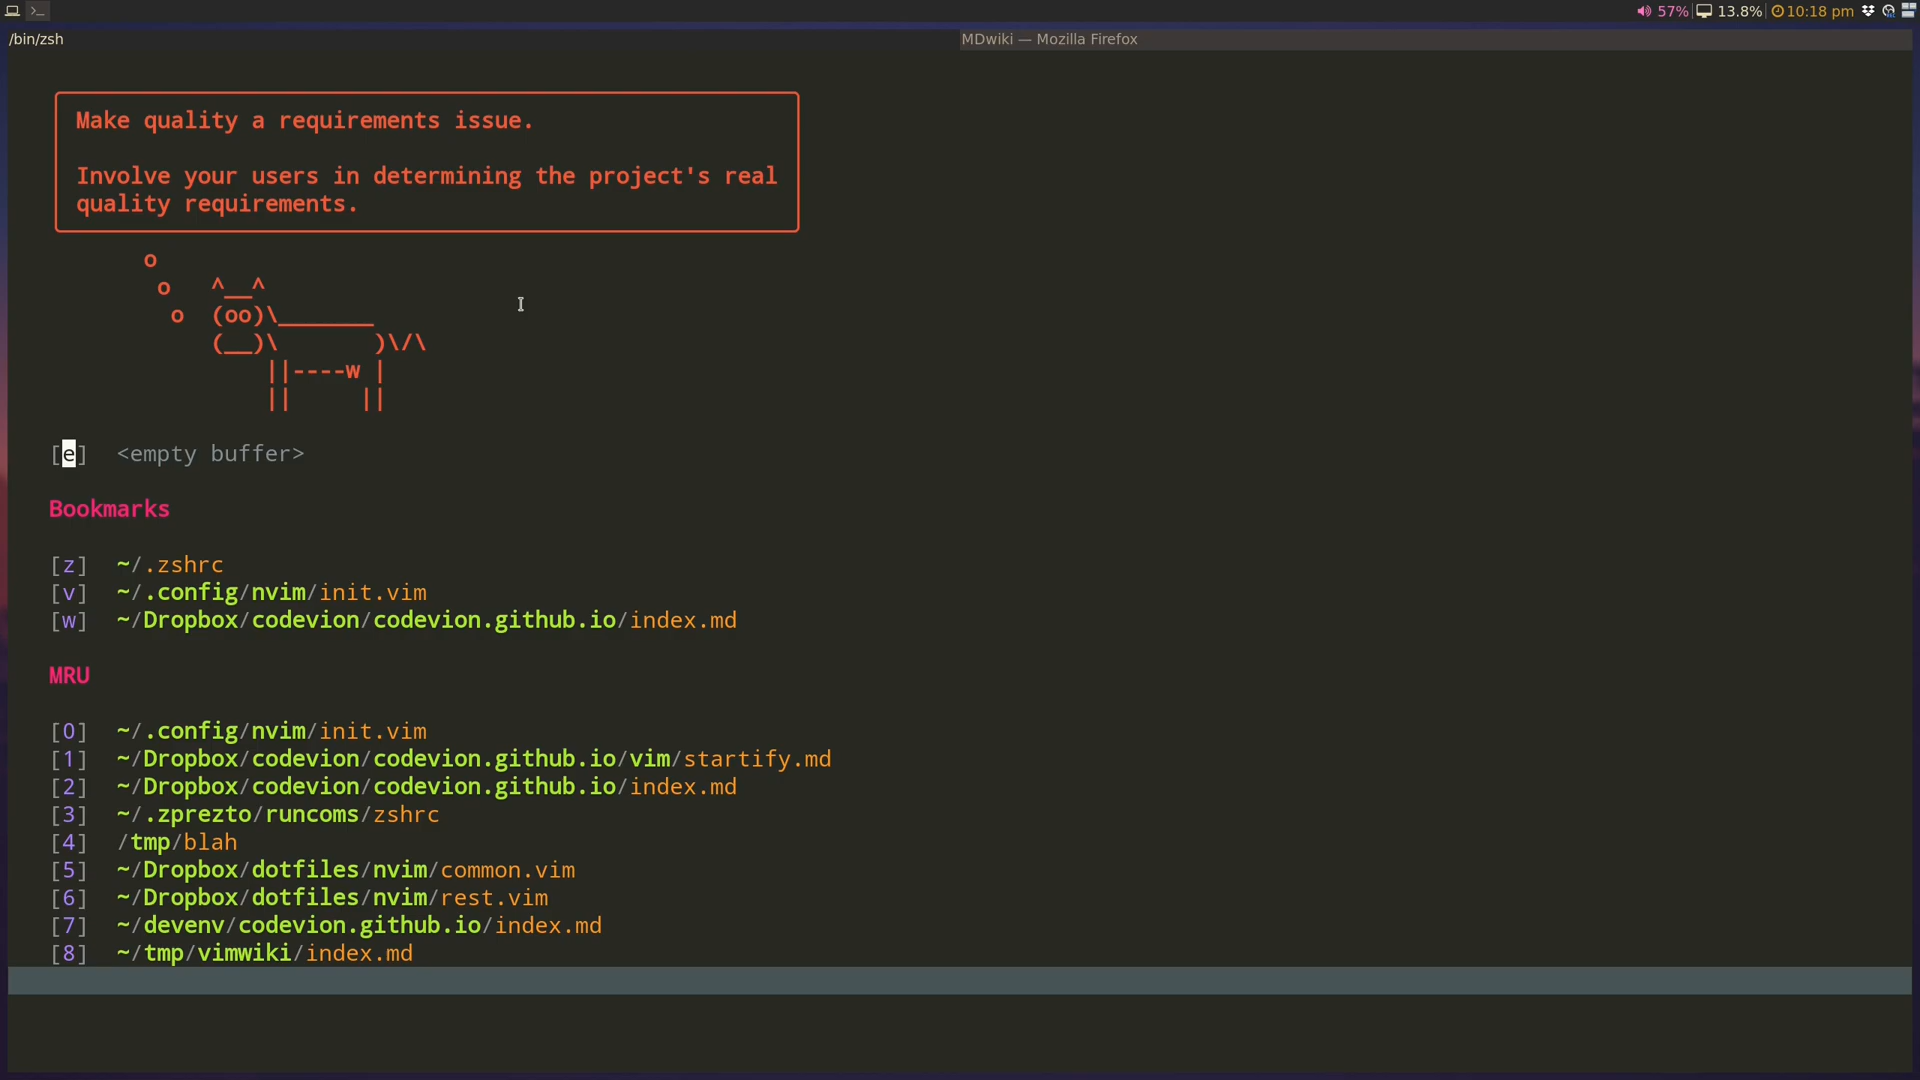 57% 13.8% 10:18 pm
/bin/zsh
MDwiki — Mozilla Firefox
Make quality a requirements issue.
Involve your users in determining the project's real
quality requirements.
o
o   ^__^
o  (oo)\_______
(__)\       )\/\
||----w |
||     ||
[e]  <empty buffer>
Bookmarks
[z]  ~/.zshrc
[v]  ~/.config/nvim/init.vim
[w]  ~/Dropbox/codevion/codevion.github.io/index.md
MRU
[0]  ~/.config/nvim/init.vim
[1]  ~/Dropbox/codevion/codevion.github.io/vim/startify.md
[2]  ~/Dropbox/codevion/codevion.github.io/index.md
[3]  ~/.zprezto/runcoms/zshrc
[4]  /tmp/blah
[5]  ~/Dropbox/dotfiles/nvim/common.vim
[6]  ~/Dropbox/dotfiles/nvim/rest.vim
[7]  ~/devenv/codevion.github.io/index.md
[8]  ~/tmp/vimwiki/index.md